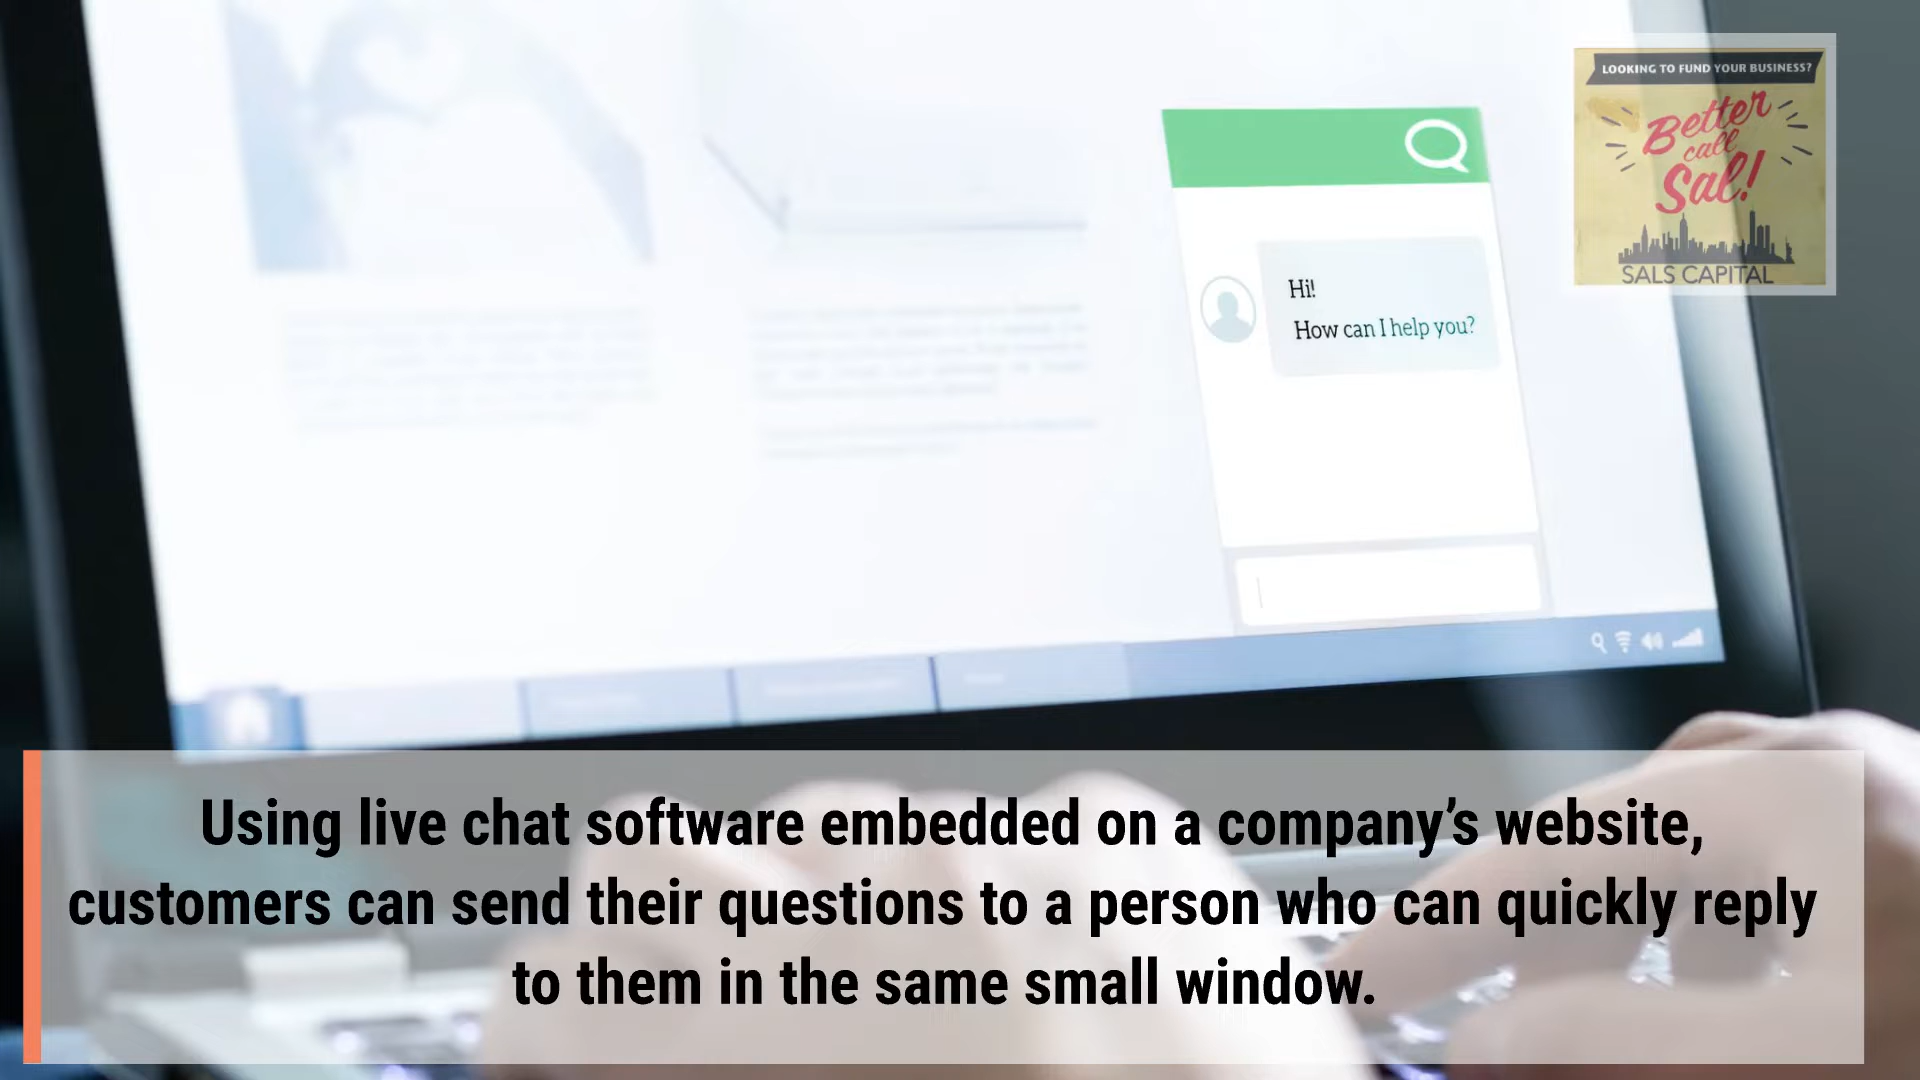 LOOKING TO FUND YOUR BUSINESS?
Better
call
Sal!
SALS CAPITAL
Hi!
How can I help you?
Using live chat software embedded on a company’s website,
customers can send their questions to a person who can quickly reply
to them in the same small window.